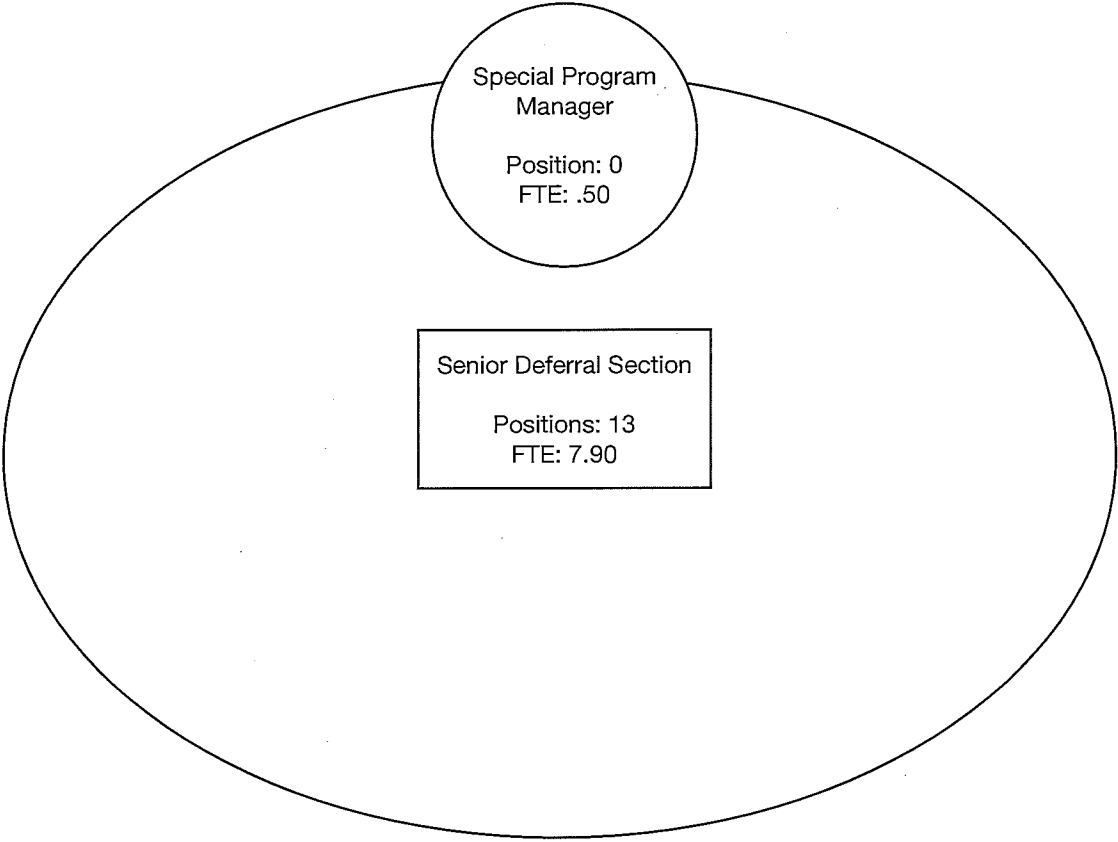 Special Program
Manager
Position: 0
FTE: .50
Senior Deferral Section
Positions: 13
FTE: 7.90